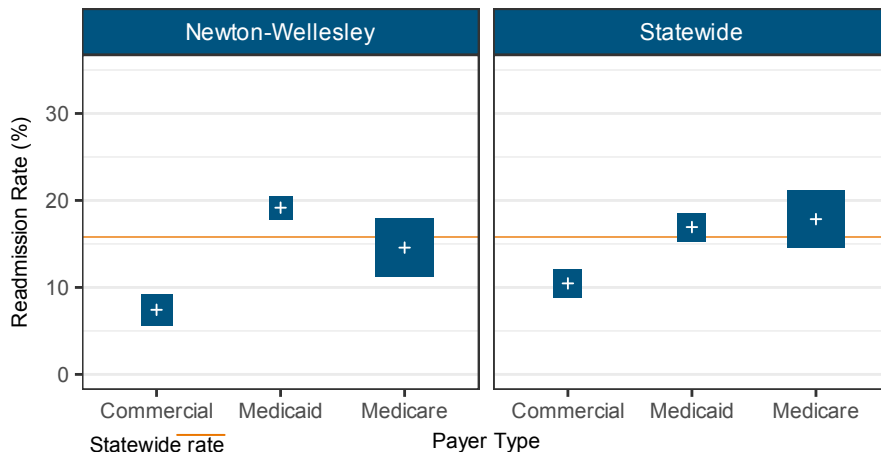 Newton-Wellesley Statewide
Readmission Rate (%)
30
20
10
0
Commercial Medicaid Medicare Commercial Medicaid Medicare
Statewide rate Payer Type